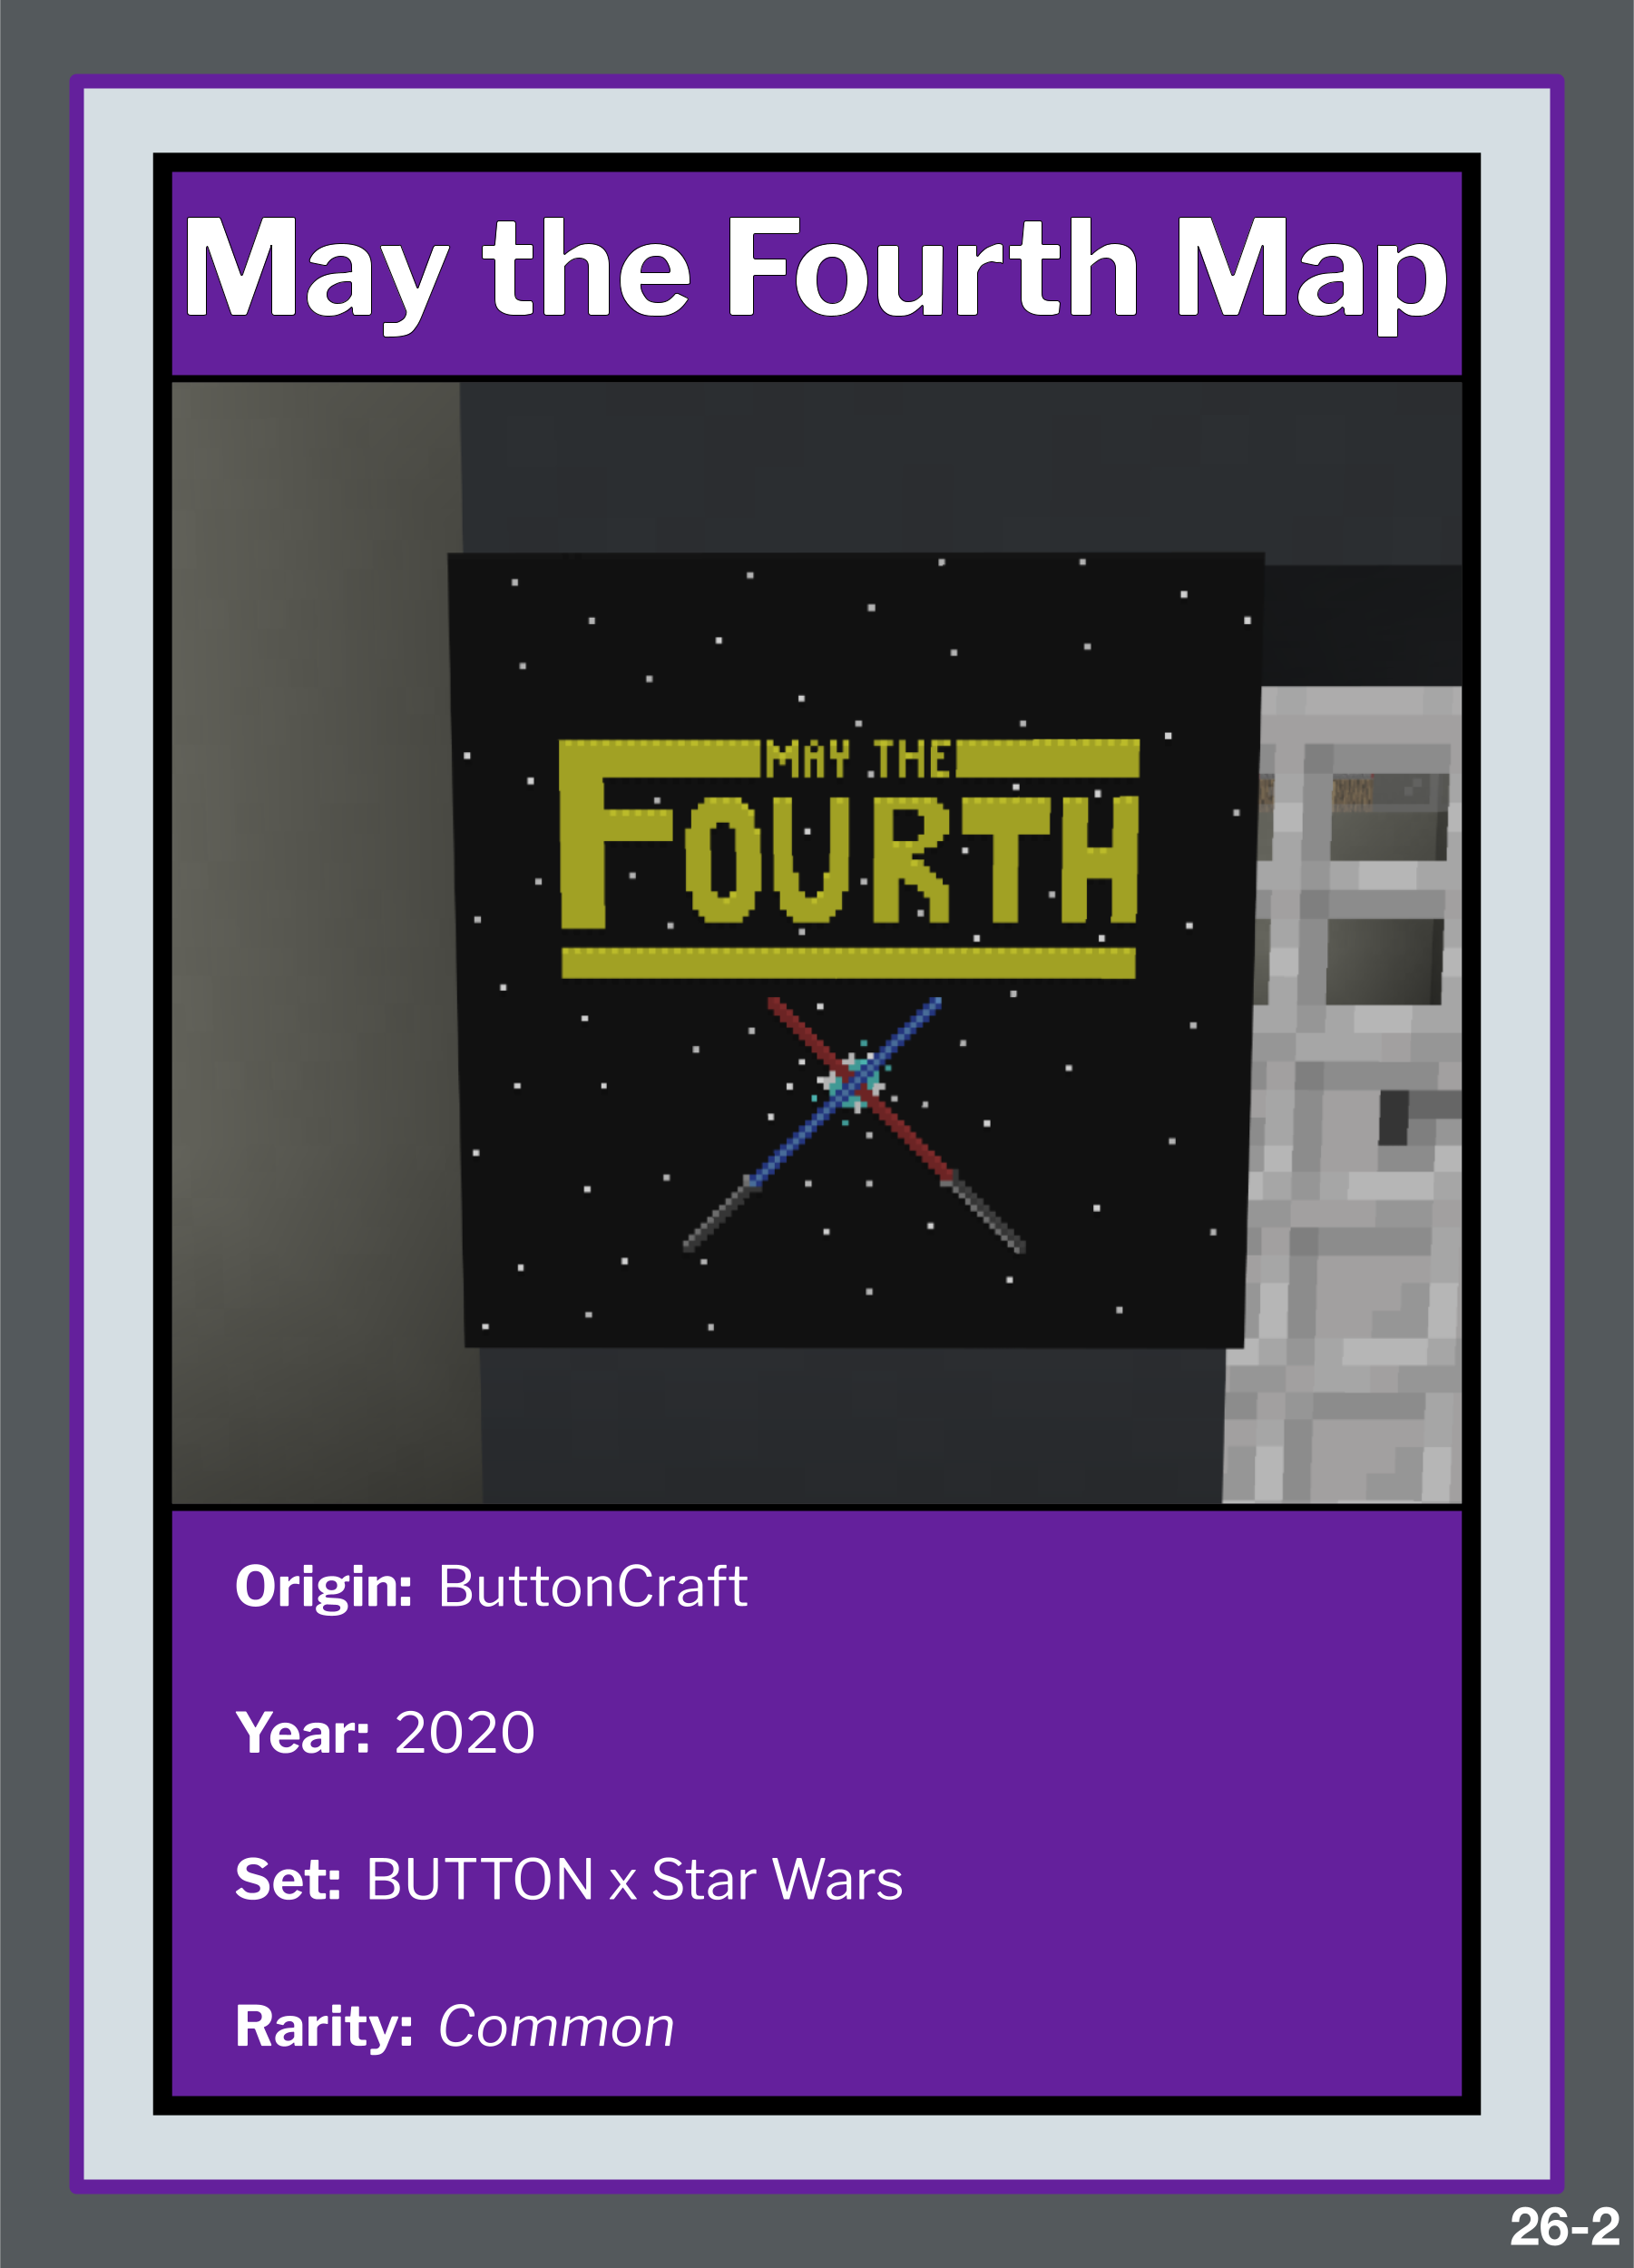 May the Fourth Map
MAY THE
FOURTH
Origin: ButtonCraft
Year: 2020
Set: BUTTON x Star Wars
Rarity: Common
26-2